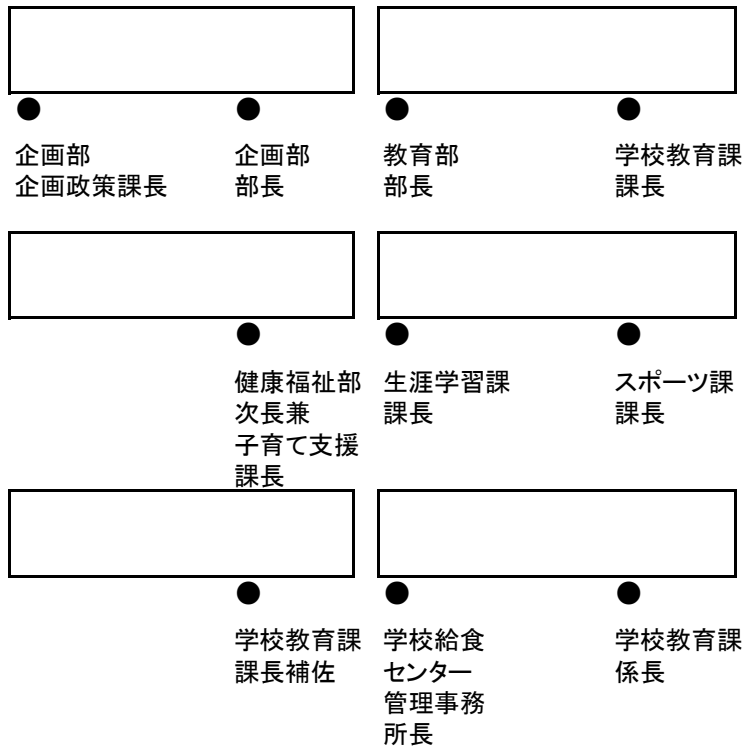 企画部
企画政策課長
企画部
部長
教育部
部長
学校教育課
課長
健康福祉部
次長兼
子育て支援
課長
生涯学習課
課長
スポーツ課
課長
学校教育課
課長補佐
学校給食
センター
管理事務
所長
学校教育課
係長